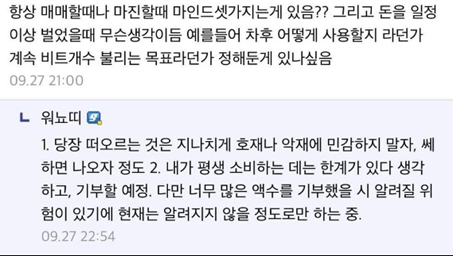 항상 매매할때나 마진할때 마인드셋가지는게 있음?? 그리고 돈을 일정
이상 벌었을때 무슨생각이듬 예를들어 차후 어떻게 사용할지 라던가
계속 비트개수 불리는 목표라던가 정해둔게 있나싶음
09.27 21:00
워뇨띠
1. 당장 떠오르는 것은 지나치게 호재나 악재에 민감하지 말자, 쎄
하면 나오자 정도 2. 내가 평생 소비하는 데는 한계가 있다 생각
하고, 기부할 예정. 다만 너무 많은 액수를 기부했을 시 알려질 위
험이 있기에 현재는 알려지지 않을 정도로만 하는 중.
09.27 22:54